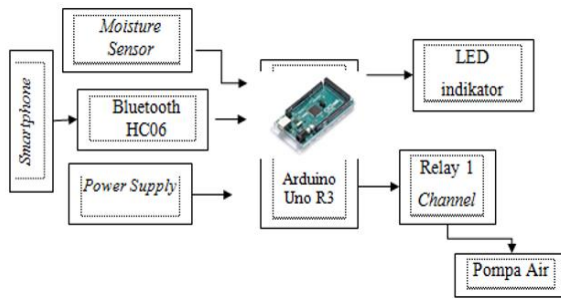 Smartphone
Moisture
Sensor
Bluetooth
HC06
Power Supply
Arduino
Uno R3
LED
indikator
Relay 1
Channel
Pompa Air